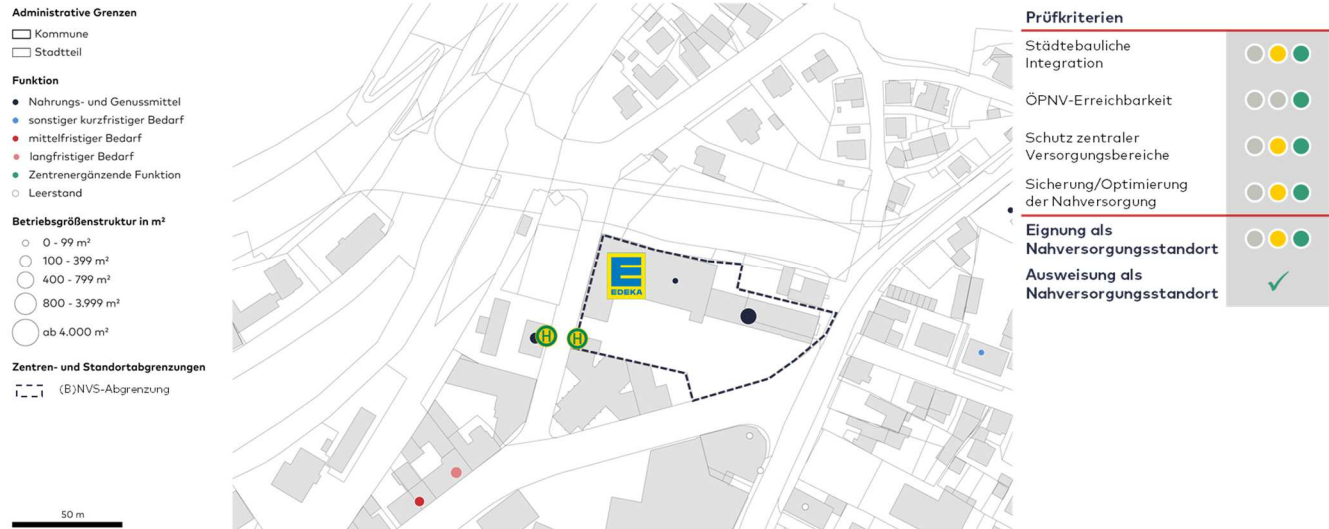 Administrative Grenzen
Kommune
Stadtteil
Funktion
Nahrungs- und Genussmittel
sonstiger kurzfristiger Bedarf
mittelfristiger Bedarf
langfristiger Bedarf
Zentrenergänzende Funktion
Leerstand
Betriebsgrößenstruktur in m²
0 - 99 m²
100 - 399 m²
400 - 799 m²
800 - 3.999 m²
ab 4.000 m²
Zentren- und Standortabgrenzungen
(B)NVS-Abgrenzung
50 m
E
EDEKA
H
H
Prüfkriterien
Städtebauliche
Integration
ÖPNV-Erreichbarkeit
Schutz zentraler
Versorgungsbereiche
Sicherung/Optimierung
der Nahversorgung
Eignung als
Nahversorgungsstandort
Ausweisung als
Nahversorgungsstandort